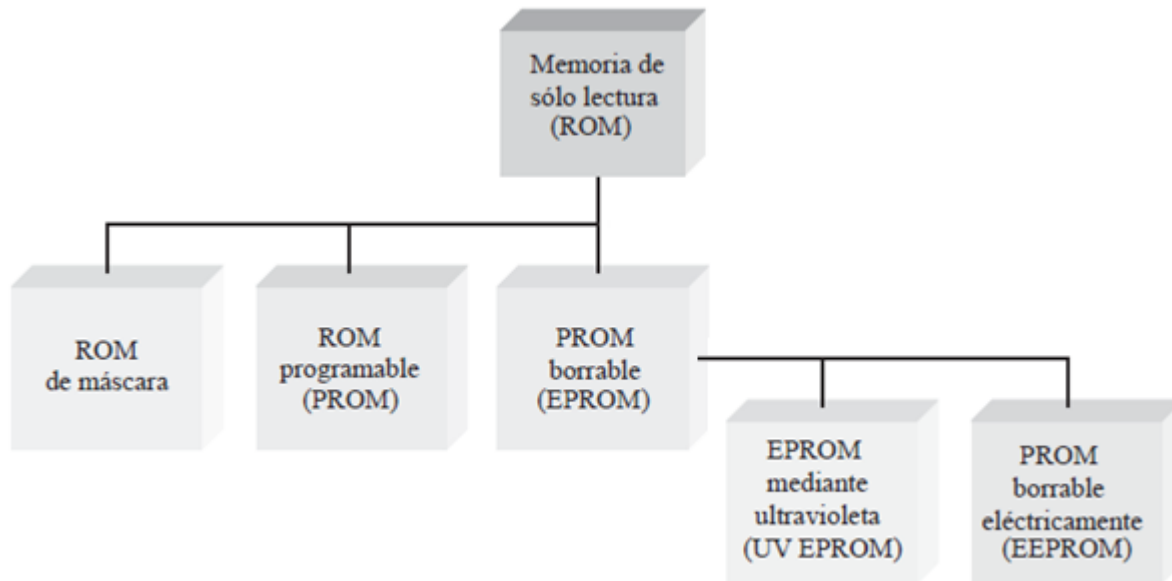 Memoria de
sólo lectura
(ROM)
ROM
de máscara
ROM
programable
(PROM)
PROM
borrable
(EPROM)
EPROM
mediante
ultravioleta
(UV EPROM)
PROM
borrable
eléctricamente
(EEPROM)